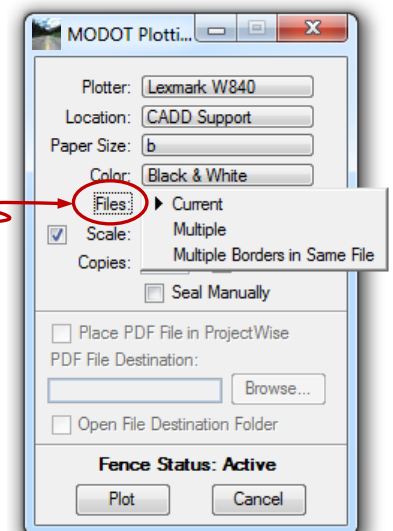 MODOT Plotti...
Plotter: Lexmark W840
Location: CADD Support
Paper Size: b
Color: Black & White
Files: Current
Multiple
Multiple Borders in Same File
Scale:
Copies:
Seal Manually
Place PDF File in ProjectWise
PDF File Destination:
Browse...
Open File Destination Folder
Fence Status: Active
Plot Cancel